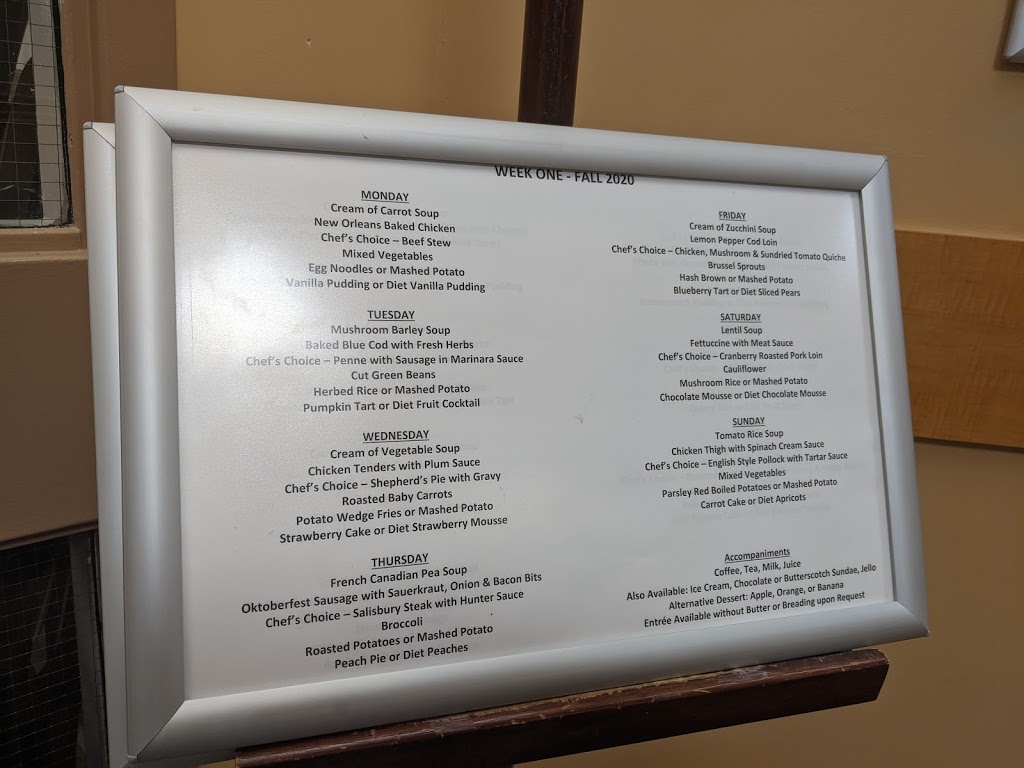 WEEK ONE - FALL 2020
MONDAY
Cream of Carrot Soup
New Orleans Baked Chicken
Chef's Choice – Beef Stew
Mixed Vegetables
Egg Noodles or Mashed Potato
Vanilla Pudding or Diet Vanilla Pudding
TUESDAY
Mushroom Barley Soup
Baked Blue Cod with Fresh Herbs
Chef's Choice – Penne with Sausage in Marinara Sauce
Cut Green Beans
Herbed Rice or Mashed Potato
Pumpkin Tart or Diet Fruit Cocktail
WEDNESDAY
Cream of Vegetable Soup
Chicken Tenders with Plum Sauce
Chef's Choice – Shepherd's Pie with Gravy
Roasted Baby Carrots
Potato Wedge Fries or Mashed Potato
Strawberry Cake or Diet Strawberry Mousse
THURSDAY
French Canadian Pea Soup
Oktoberfest Sausage with Sauerkraut, Onion & Bacon Bits
Chef's Choice – Salisbury Steak with Hunter Sauce
Broccoli
Roasted Potatoes or Mashed Potato
Peach Pie or Diet Peaches
FRIDAY
Cream of Zucchini Soup
Lemon Pepper Cod Loin
Chef's Choice – Chicken, Mushroom & Sundried Tomato Quiche
Brussel Sprouts
Hash Brown or Mashed Potato
Blueberry Tart or Diet Sliced Pears
SATURDAY
Lentil Soup
Fettuccine with Meat Sauce
Chef's Choice – Cranberry Roasted Pork Loin
Cauliflower
Mushroom Rice or Mashed Potato
Chocolate Mousse or Diet Chocolate Mousse
SUNDAY
Tomato Rice Soup
Chicken Thigh with Spinach Cream Sauce
Chef's Choice – English Style Pollock with Tartar Sauce
Mixed Vegetables
Parsley Red Boiled Potatoes or Mashed Potato
Carrot Cake or Diet Apricots
Accompaniments
Coffee, Tea, Milk, Juice
Also Available: Ice Cream, Chocolate or Butterscotch Sundae, Jello
Alternative Dessert: Apple, Orange, or Banana
Entrée Available without Butter or Breading upon Request